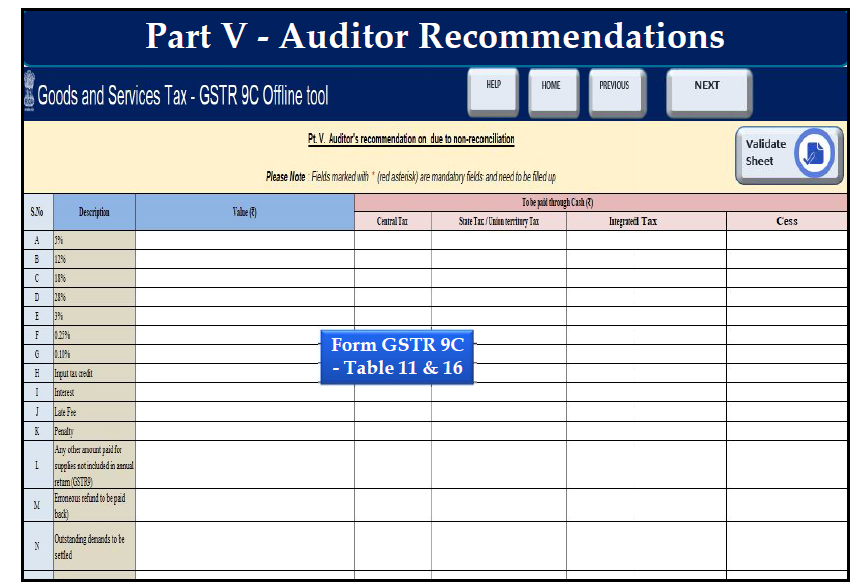 Part V - Auditor Recommendations
Goods and Services Tax - GSTR 9C Offline tool
HELP
HOME
PREVIOUS
NEXT
Pt. V. Auditor's recommendation on due to non-reconciliation
Validate
Sheet
Please Note : Fields marked with * (red asterisk) are mandatory fields and need to be filled up
S.No
Description
Value (₹)
To be paid through Cash (₹)
Central Tax
State Tax / Union territory Tax
Integratedl Tax
Cess
A 5%
B 12%
C 18%
D 28%
E 3%
F 0.25%
G 0.10%
H Input tax credit
I Interest
J Late Fee
K Penalty
L
Any other amount paid for
supplies not included in annual
return (GSTR9)
M
Erroneous refund to be paid
back)
N
Outstanding demands to be
settled
Form GSTR 9C
- Table 11 & 16